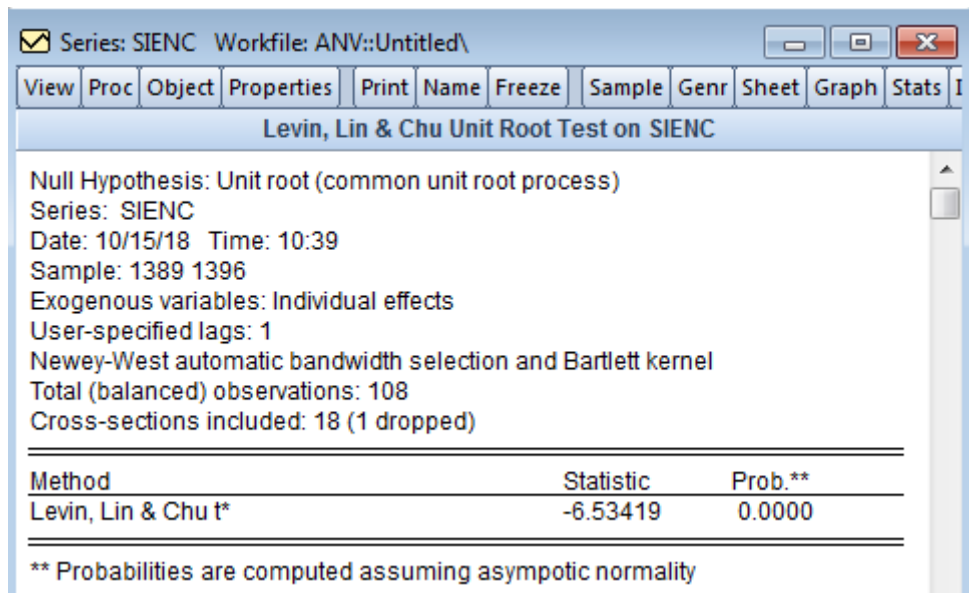 Series: SIENC Workfile: ANV::Untitled\
View Proc Object Properties Print Name Freeze Sample Genr Sheet Graph Stats
Levin, Lin & Chu Unit Root Test on SIENC
Null Hypothesis: Unit root (common unit root process)
Series: SIENC
Date: 10/15/18 Time: 10:39
Sample: 1389 1396
Exogenous variables: Individual effects
User-specified lags: 1
Newey-West automatic bandwidth selection and Bartlett kernel
Total (balanced) observations: 108
Cross-sections included: 18 (1 dropped)
Method Statistic Prob.**
Levin, Lin & Chu t* -6.53419 0.0000
** Probabilities are computed assuming asympotic normality